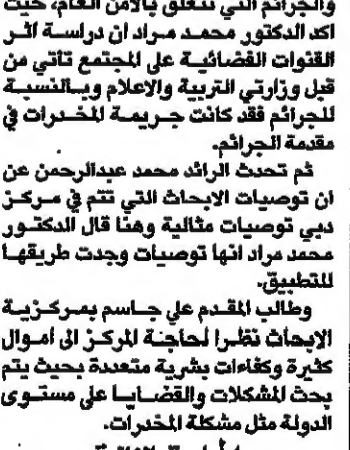 والجرائم التي تتعلق بالأمن العام، حيث
اكد الدكتور محمد مراد ان دراسة اثر
القنوات القضائية على المجتمع تأتي من
قبل وزارتي التربية والاعلام وبالنسبة
للجرائم فقد كانت جريمة المخدرات في
مقدمة الجرائم.
ثم تحدث الرائد محمد عبدالرحمن عن
ان توصيات الابحاث التي تتم في مركز
دبي توصيات مثالية وهنا قال الدكتور
محمد مراد انها توصيات وجدت طريقها
للتطبيق.
وطالب المقدم علي جاسم بمركزية
الابحاث نظرا لحاجة المركز الى أموال
كثيرة وكفاءات بشرية متعددة بحيث يتم
بحث المشكلات والقضايا على مستوى
الدولة مثل مشكلة المخدرات.